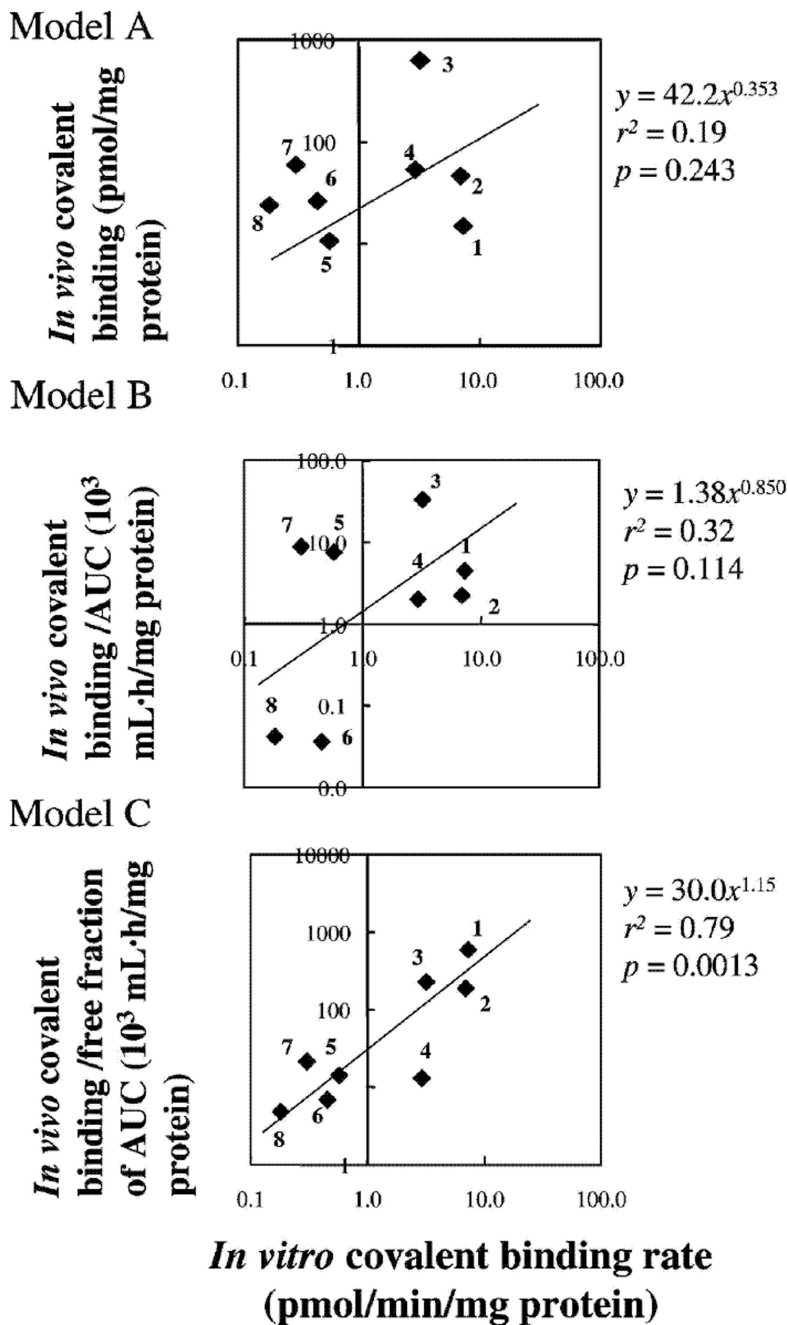 Model A
In vivo covalent
binding (pmol/mg
protein)
1000
100
1
0.1 1.0 10.0 100.0
3
7
4
6
2
8
5
1
y = 42.2x^0.353
r² = 0.19
p = 0.243
Model B
In vivo covalent
binding /AUC (10³
mL·h/mg protein)
100.0
10.0
1.0
0.1
0.0
0.1 1.0 10.0 100.0
3
7
5
4
1
2
8
6
y = 1.38x^0.850
r² = 0.32
p = 0.114
Model C
In vivo covalent
binding /free fraction
of AUC (10³ mL·h/mg
protein)
10000
1000
100
1
0.1 1.0 10.0 100.0
1
3
2
7
5
4
6
8
y = 30.0x^1.15
r² = 0.79
p = 0.0013
In vitro covalent binding rate
(pmol/min/mg protein)